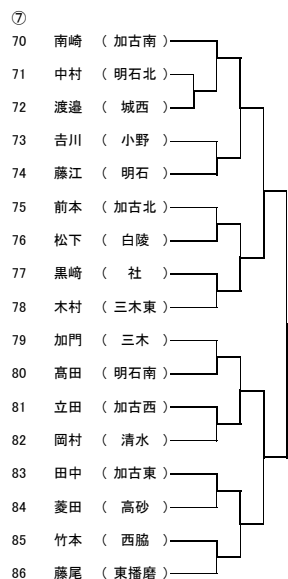 ⑦
70 南崎 ( 加古南 )
71 中村 ( 明石北 )
72 渡邉 ( 城西 )
73 𠮷川 ( 小野 )
74 藤江 ( 明石 )
75 前本 ( 加古北 )
76 松下 ( 白陵 )
77 黒﨑 ( 社 )
78 木村 ( 三木東 )
79 加門 ( 三木 )
80 髙田 ( 明石南 )
81 立田 ( 加古西 )
82 岡村 ( 清水 )
83 田中 ( 加古東 )
84 菱田 ( 高砂 )
85 竹本 ( 西脇 )
86 藤尾 ( 東播磨 )